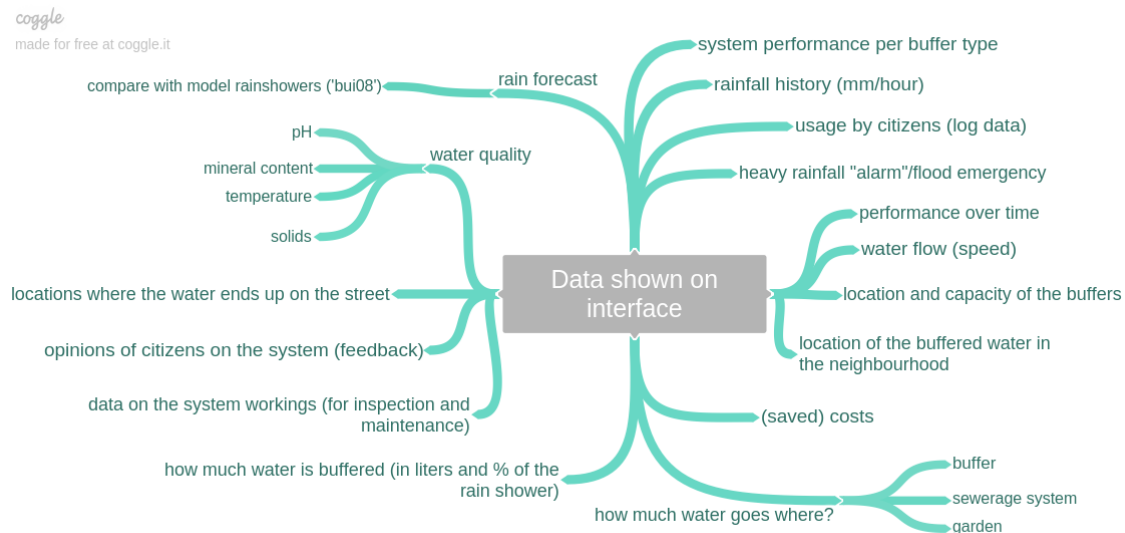 coggle
made for free at coggle.it
system performance per buffer type
rain forecast
compare with model rainshowers ('bui08')
rainfall history (mm/hour)
usage by citizens (log data)
pH
water quality
mineral content
heavy rainfall "alarm"/flood emergency
temperature
performance over time
solids
water flow (speed)
Data shown on
interface
locations where the water ends up on the street
location and capacity of the buffers
opinions of citizens on the system (feedback)
location of the buffered water in
the neighbourhood
data on the system workings (for inspection and
maintenance)
(saved) costs
how much water is buffered (in liters and % of the
rain shower)
how much water goes where?
buffer
sewerage system
garden